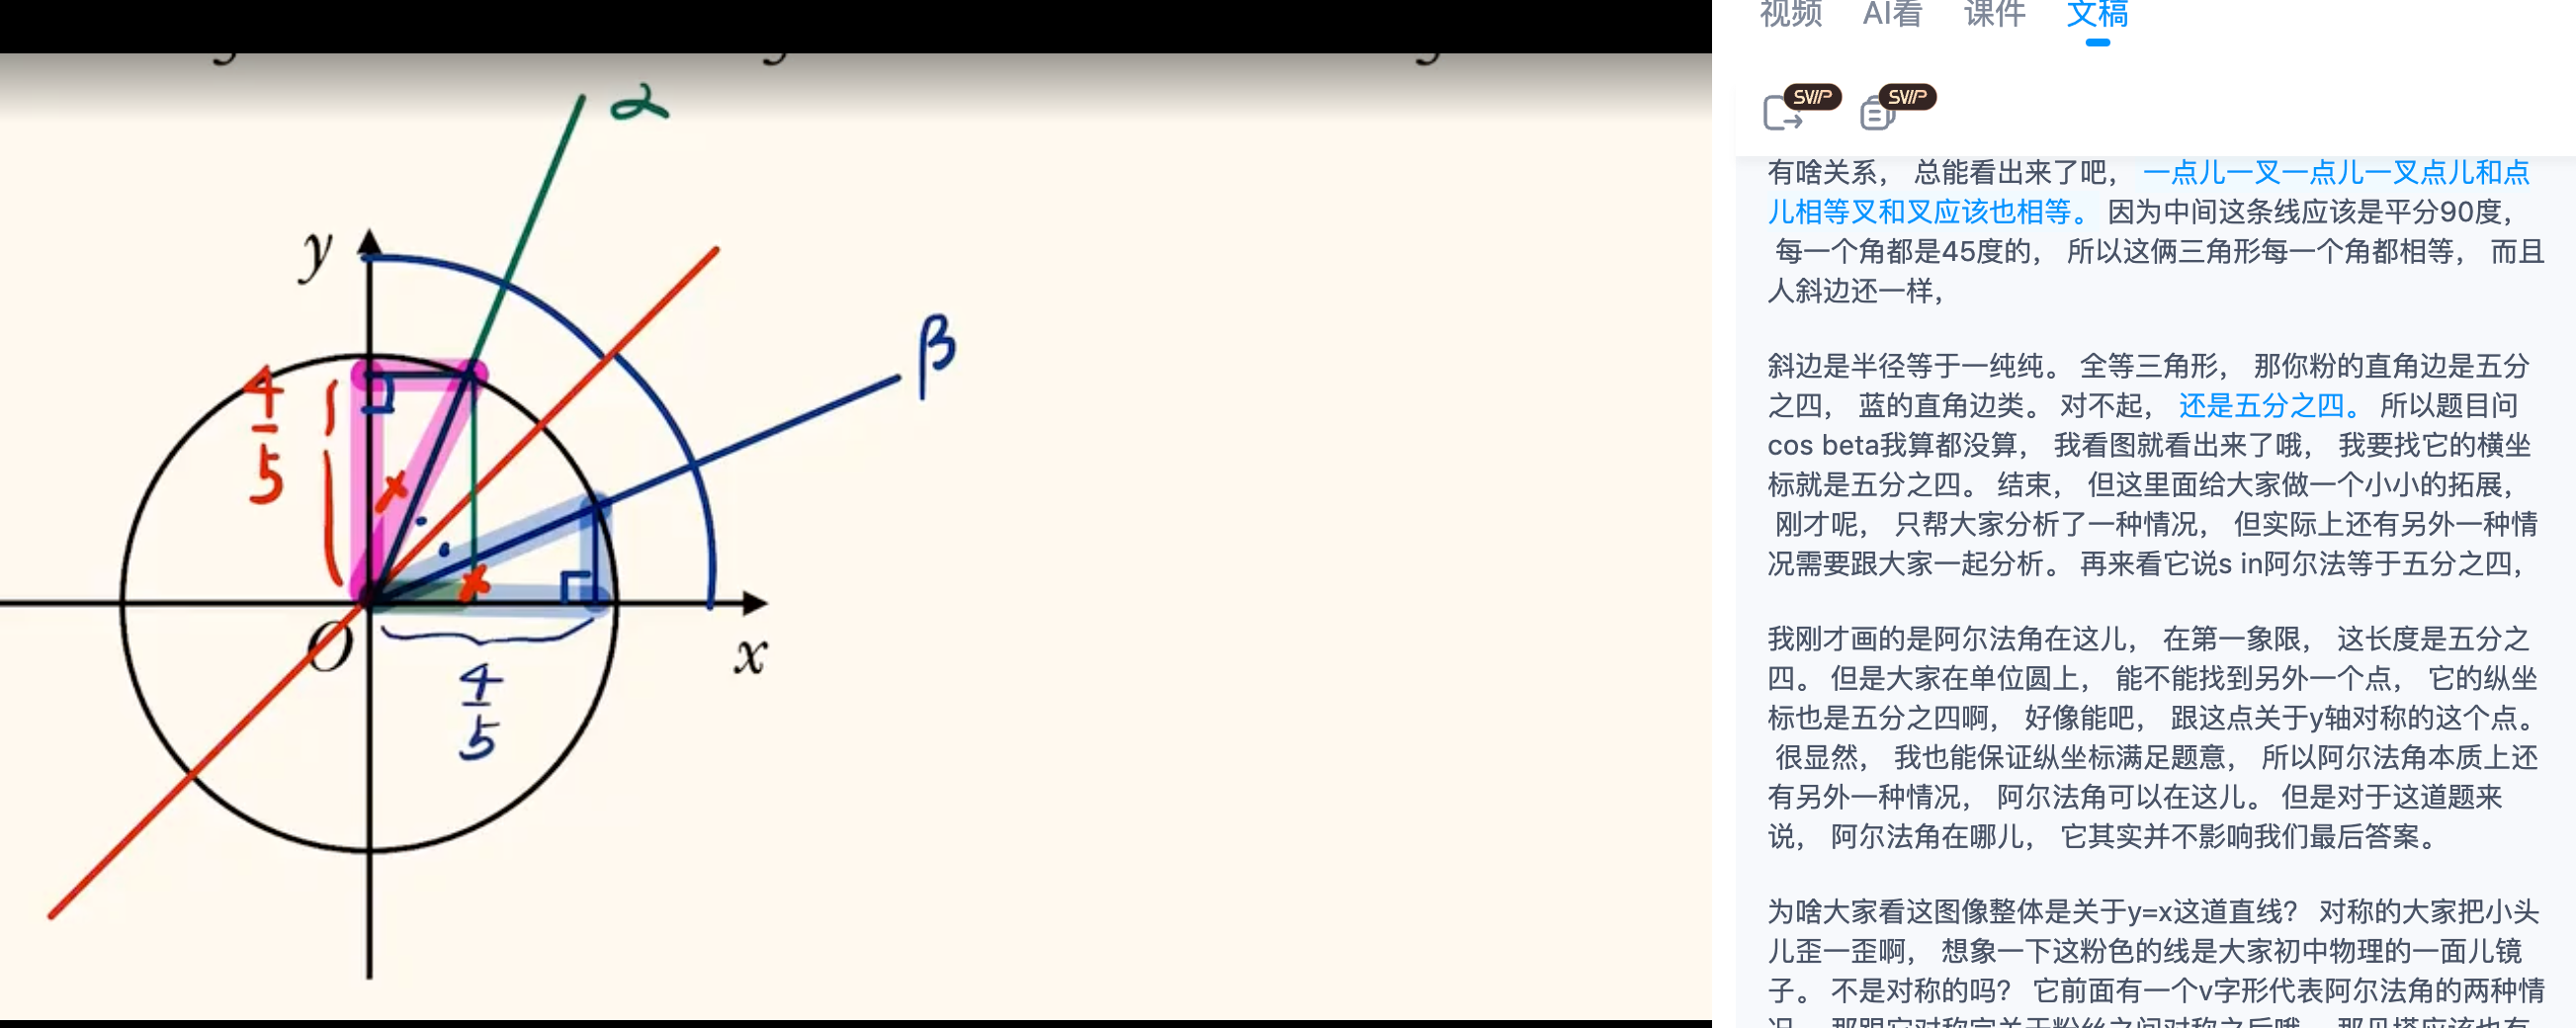 视频 AI看 课件 文稿
SVIP SVIP
α
y
β
4
5
O
x
4
5
有啥关系， 总能看出来了吧， 一点儿一叉一点儿一叉点儿和点
儿相等叉和叉应该也相等。 因为中间这条线应该是平分90度，
每一个角都是45度的， 所以这俩三角形每一个角都相等， 而且
人斜边还一样，
斜边是半径等于一纯纯。 全等三角形， 那你粉的直角边是五分
之四， 蓝的直角边类。 对不起， 还是五分之四。 所以题目问
cos beta我算都没算， 我看图就看出来了哦， 我要找它的横坐
标就是五分之四。 结束， 但这里面给大家做一个小小的拓展，
刚才呢， 只帮大家分析了一种情况， 但实际上还有另外一种情
况需要跟大家一起分析。 再来看它说s in阿尔法等于五分之四，
我刚才画的是阿尔法角在这儿， 在第一象限， 这长度是五分之
四。 但是大家在单位圆上， 能不能找到另外一个点， 它的纵坐
标也是五分之四啊， 好像能吧， 跟这点关于y轴对称的这个点。
很显然， 我也能保证纵坐标满足题意， 所以阿尔法角本质上还
有另外一种情况， 阿尔法角可以在这儿。 但是对于这道题来
说， 阿尔法角在哪儿， 它其实并不影响我们最后答案。
为啥大家看这图像整体是关于y=x这道直线？ 对称的大家把小头
儿歪一歪啊， 想象一下这粉色的线是大家初中物理的一面儿镜
子。 不是对称的吗？ 它前面有一个v字形代表阿尔法角的两种情